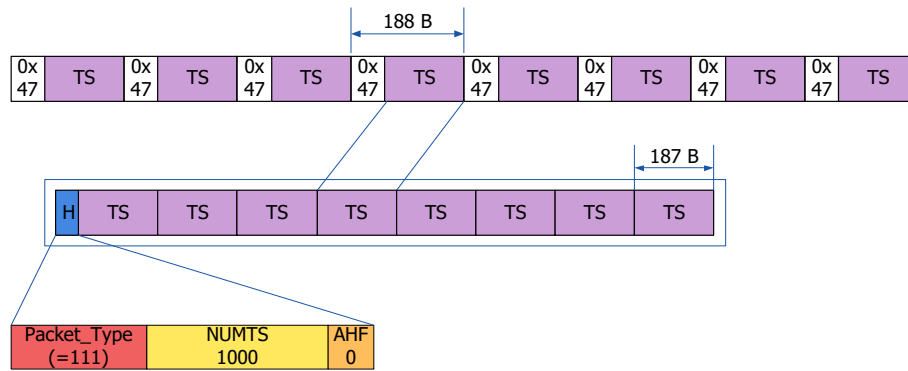 188 B
0x 47 TS 0x 47 TS 0x 47 TS 0x 47 TS 0x 47 TS 0x 47 TS 0x 47 TS 0x 47 TS
187 B
H TS TS TS TS TS TS TS TS
Packet_Type NUMTS AHF
(=111) 1000 0